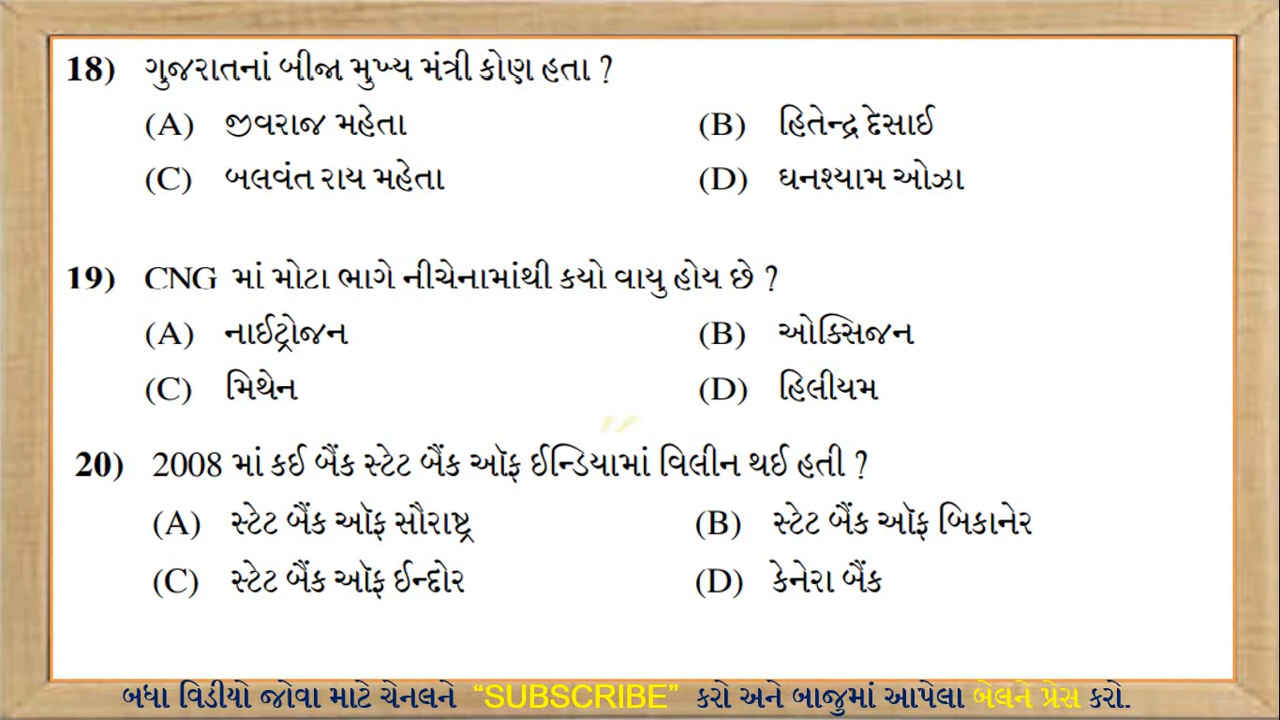 18) ગુજરાતનાં બીજા મુખ્ય મંત્રી કોણ હતા ?
(A) જીવરાજ મહેતા (B) હિતેન્દ્ર દેસાઈ
(C) બલવંત રાય મહેતા (D) ઘનશ્યામ ઓઝા
19) CNG માં મોટા ભાગે નીચેનામાંથી કયો વાયુ હોય છે ?
(A) નાઈટ્રોજન (B) ઓક્સિજન
(C) મિથેન (D) હિલીયમ
20) 2008 માં કઈ બૈંક સ્ટેટ બૈંક ઑફ ઈન્ડિયામાં વિલીન થઈ હતી ?
(A) સ્ટેટ બૈંક ઑફ સૌરાષ્ટ્ર (B) સ્ટેટ બૈંક ઑફ બિકાનેર
(C) સ્ટેટ બૈંક ઑફ ઈન્દોર (D) કેનેરા બૈંક
બધા વિડીયો જોવા માટે ચેનલને “SUBSCRIBE” કરો અને બાજુમાં આપેલા બેલને પ્રેસ કરો.